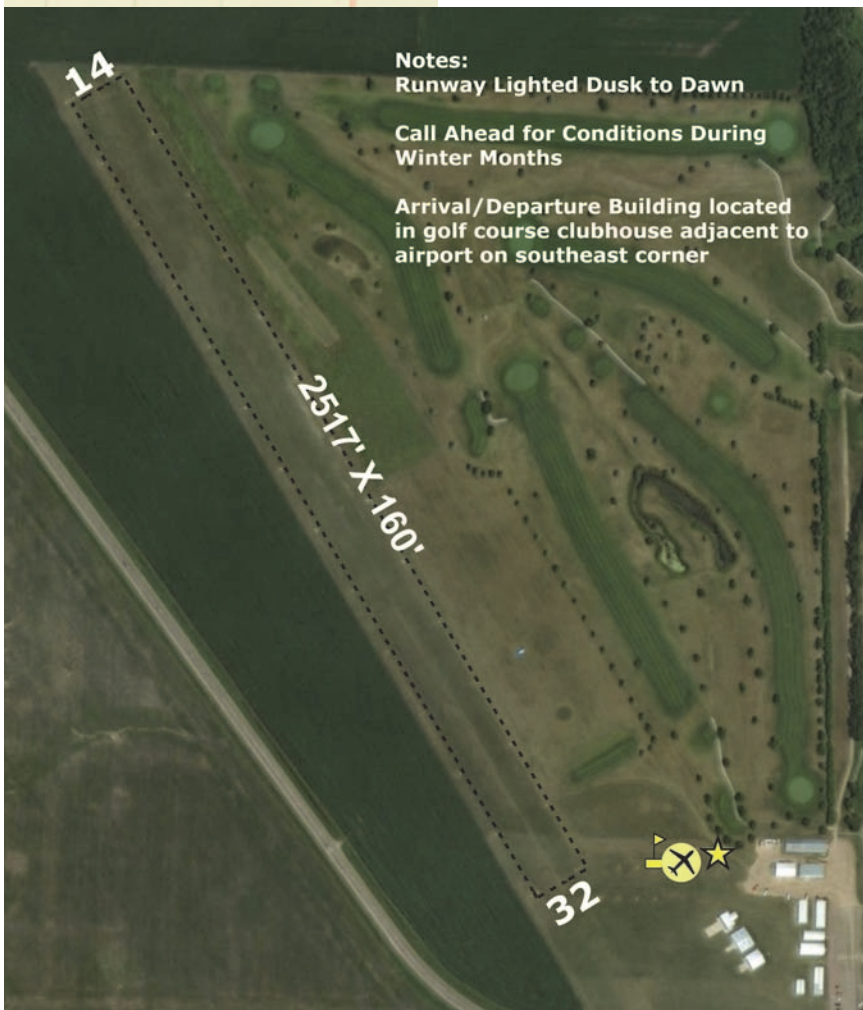 14
Notes:
Runway Lighted Dusk to Dawn
Call Ahead for Conditions During
Winter Months
Arrival/Departure Building located
in golf course clubhouse adjacent to
airport on southeast corner
2517' X 160'
32